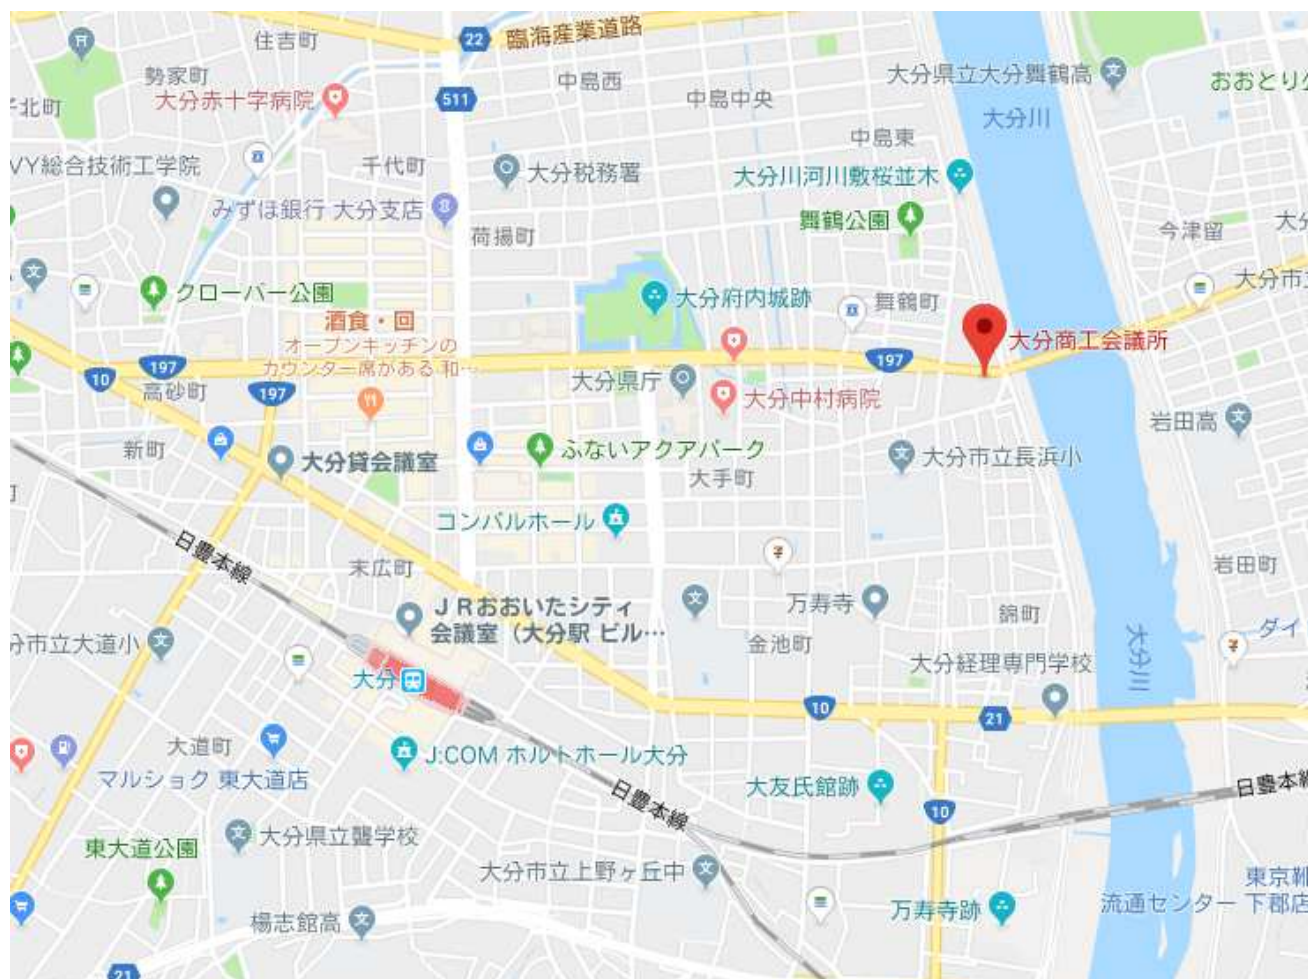 住吉町
22
臨海産業道路
勢家町
中島西
大分県立大分舞鶴高
おおとり
大分赤十字病院
511
中島中央
子北町
大分川
中島東
VY総合技術工学院
千代町
大分税務署
大分川河川敷桜並木
みずほ銀行 大分支店
舞鶴公園
荷揚町
今津留
大分
クローバー公園
大分府内城跡
舞鶴町
大分市立
酒食・回
オープンキッチンの
カウンター席がある 和…
大分商工会議所
197
197
10
高砂町
197
大分県庁
大分中村病院
岩田高
新町
大分貸会議室
ふないアクアパーク
大手町
大分市立長浜小
町
コンパルホール
日豊本線
末広町
岩田町
JRおおいたシティ
会議室（大分駅 ビル…
万寿寺
錦町
分市立大道小
金池町
大分川
ダイ
大分経理専門学校
大分
10
21
大道町
J:COM ホルトホール大分
マルショク 東大道店
日豊本線
大友氏館跡
日豊本線
10
大分県立聾学校
東大道公園
大分市立上野ヶ丘中
東京靴
流通センター 下郡店
万寿寺跡
楊志館高
21